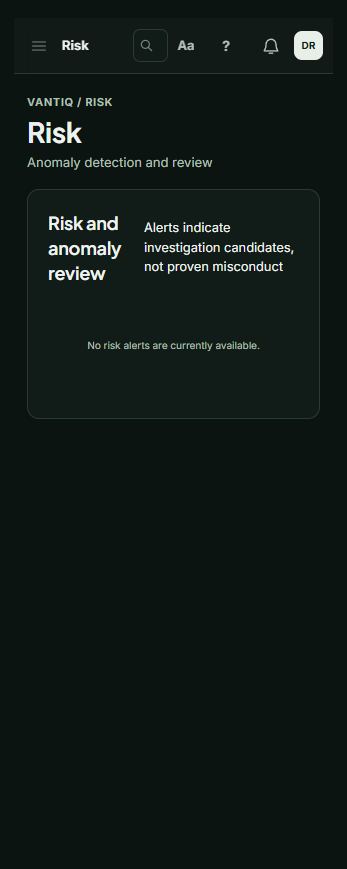 Risk
Aa
?
DR
VANTIQ / RISK
Risk
Anomaly detection and review
Risk and
anomaly
review
Alerts indicate
investigation candidates,
not proven misconduct
No risk alerts are currently available.